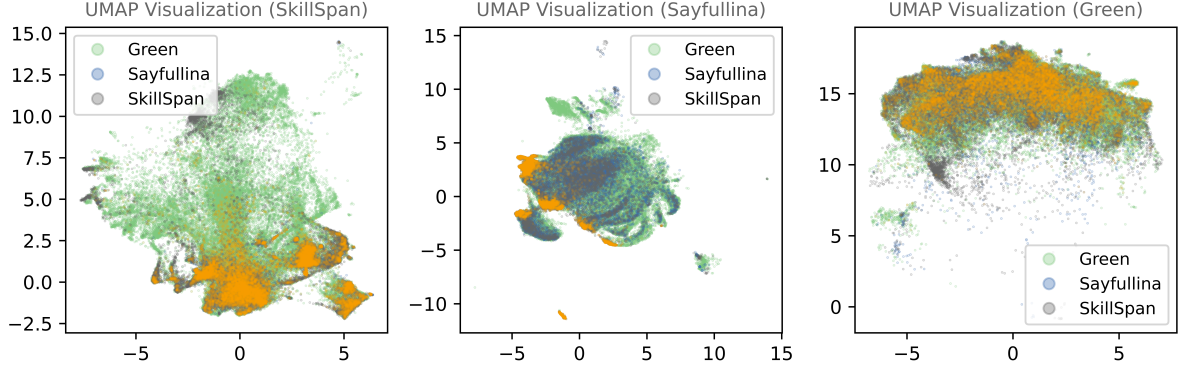 UMAP Visualization (SkillSpan)
15.0
12.5
10.0
7.5
5.0
2.5
0.0
−2.5
−5
0
5
Green
Sayfullina
SkillSpan
UMAP Visualization (Sayfullina)
15
10
5
0
−5
−10
−5
0
5
10
15
Green
Sayfullina
SkillSpan
UMAP Visualization (Green)
15
10
5
0
−5
0
5
Green
Sayfullina
SkillSpan